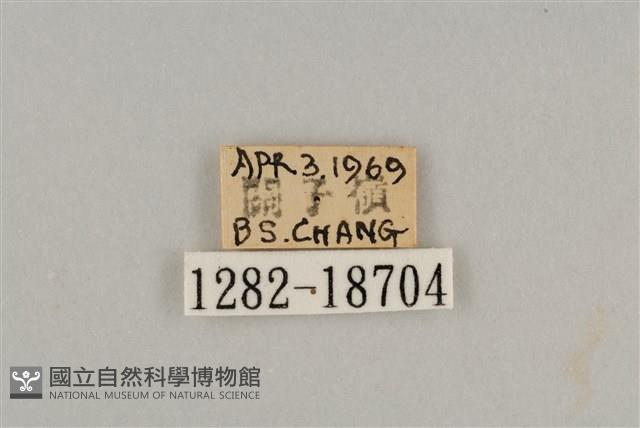 APR 3. 1969
關子嶺
B S. CHANG
1282-18704
國立自然科學博物館
NATIONAL MUSEUM OF NATURAL SCIENCE